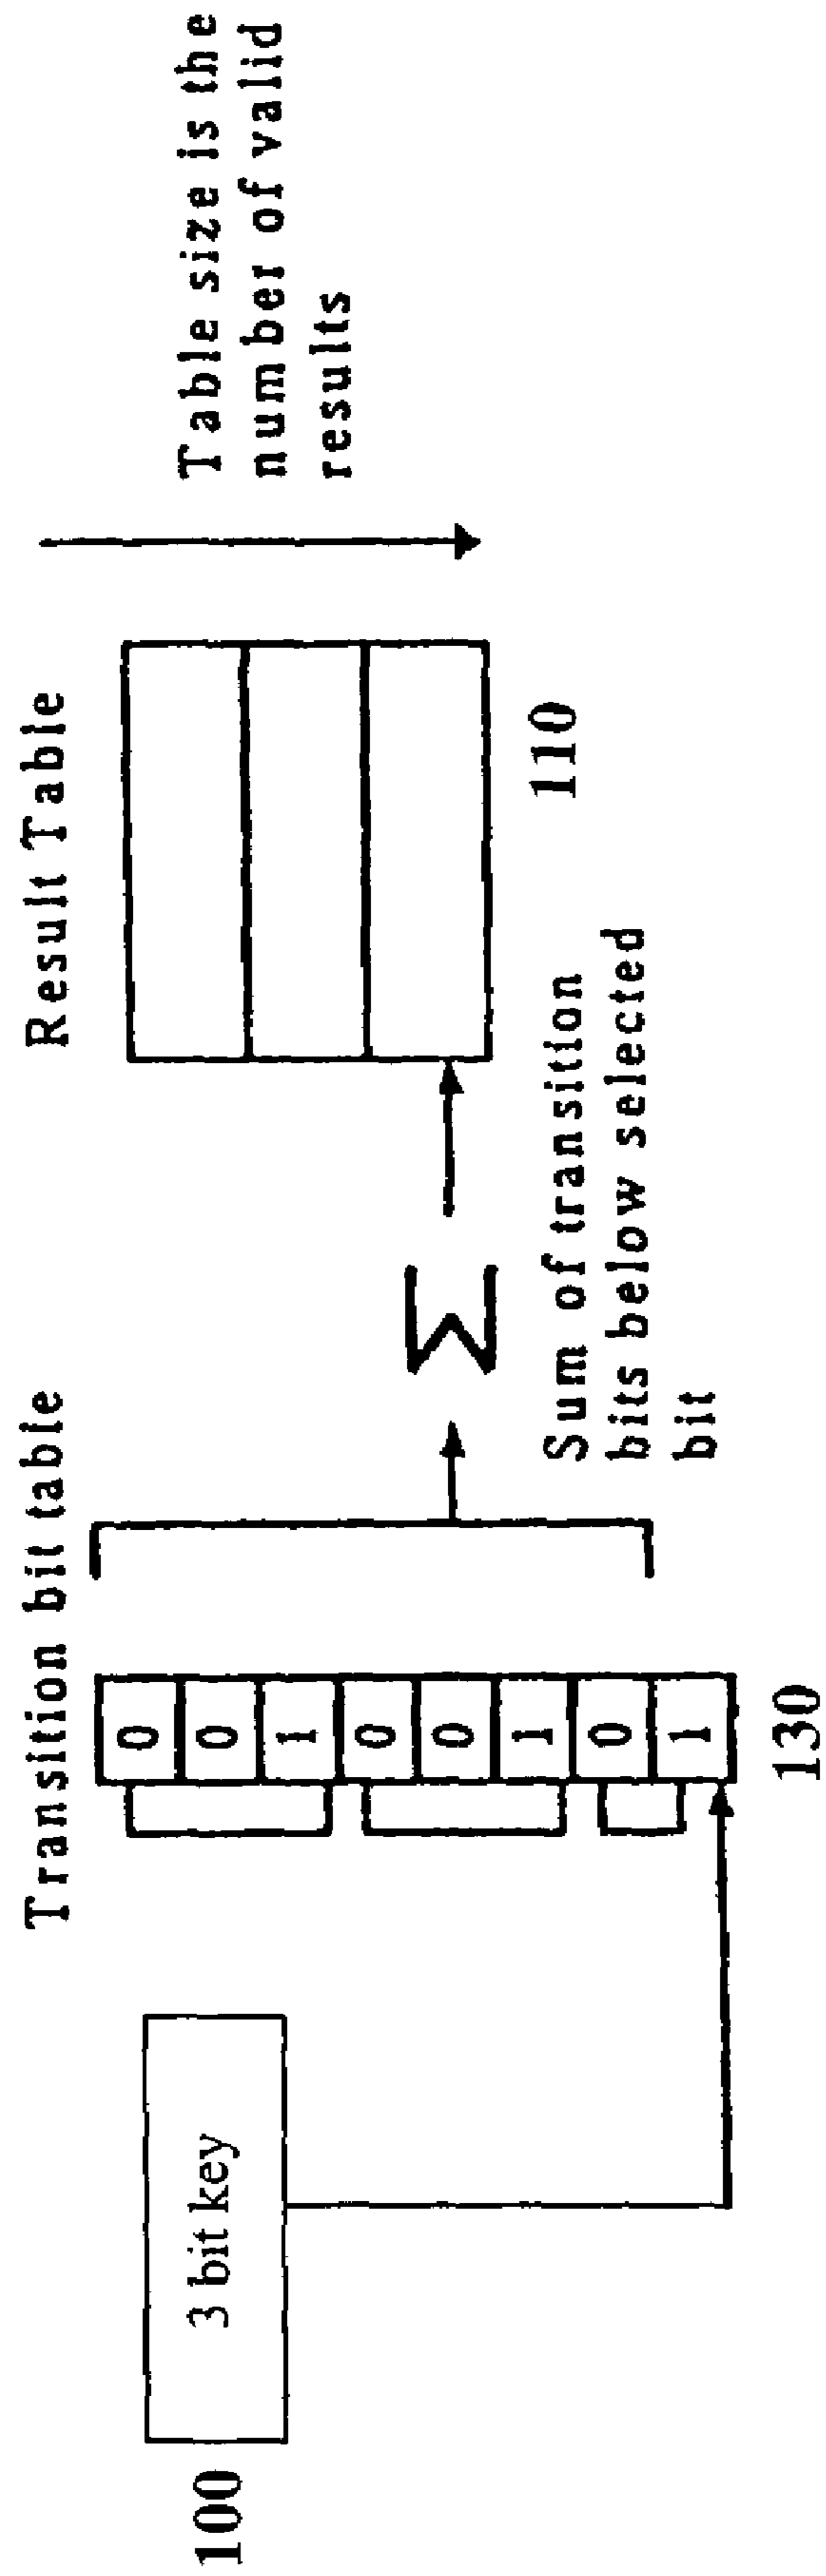 Transition bit table
Result Table
Table size is the
number of valid
results
100
3 bit key
0
0
1
0
0
1
0
1
130
Σ
Sum of transition
bits below selected
bit
110